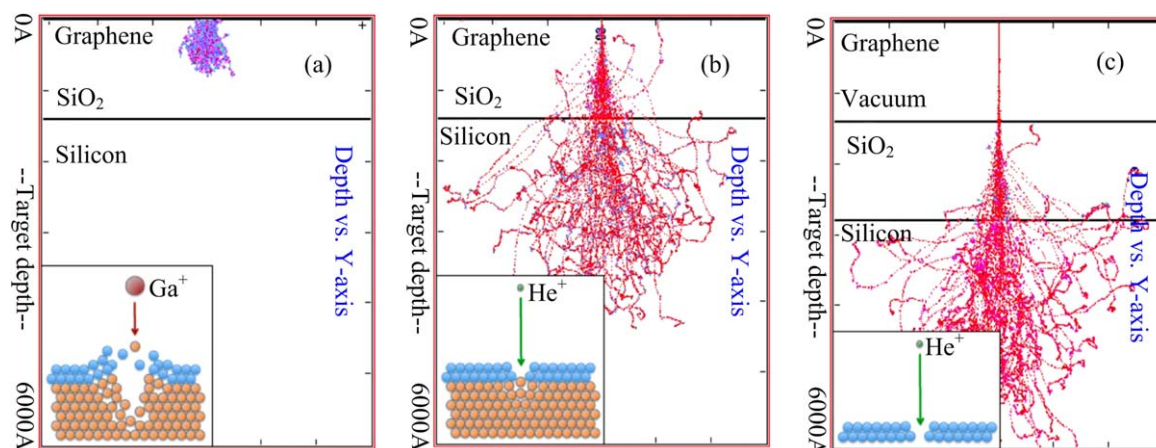 0A
Graphene
(a)
SiO₂
Silicon
--Target depth--
Depth vs. Y-axis
6000A
Ga⁺
0A
Graphene
(b)
SiO₂
Silicon
--Target depth--
Depth vs. Y-axis
6000A
He⁺
0A
Graphene
(c)
Vacuum
SiO₂
Silicon
--Target depth--
Depth vs. Y-axis
6000A
He⁺